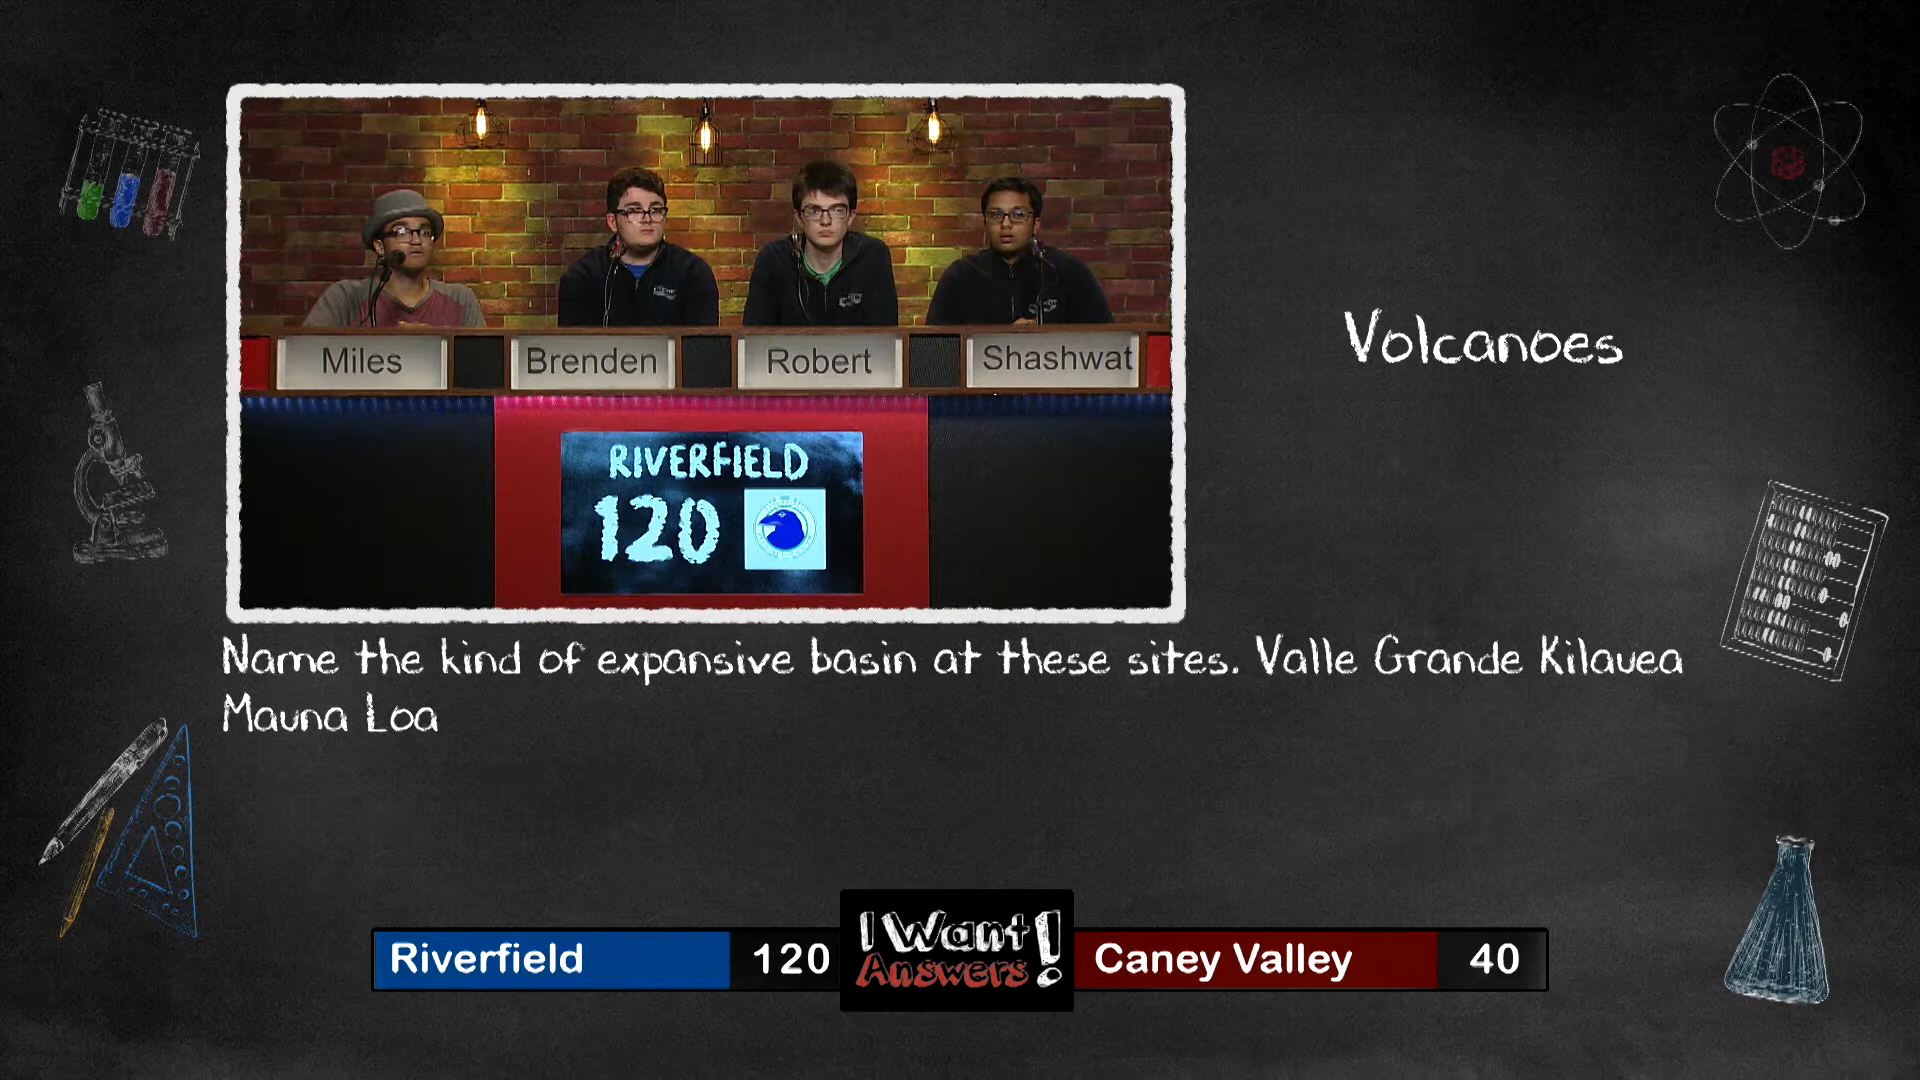 Volcanoes
Miles
Brenden
Robert
Shashwat
RIVERFIELD
120
Name the kind of expansive basin at these sites. Valle Grande Kilauea
Mauna Loa
Riverfield 120
I Want
Answers!
Caney Valley 40